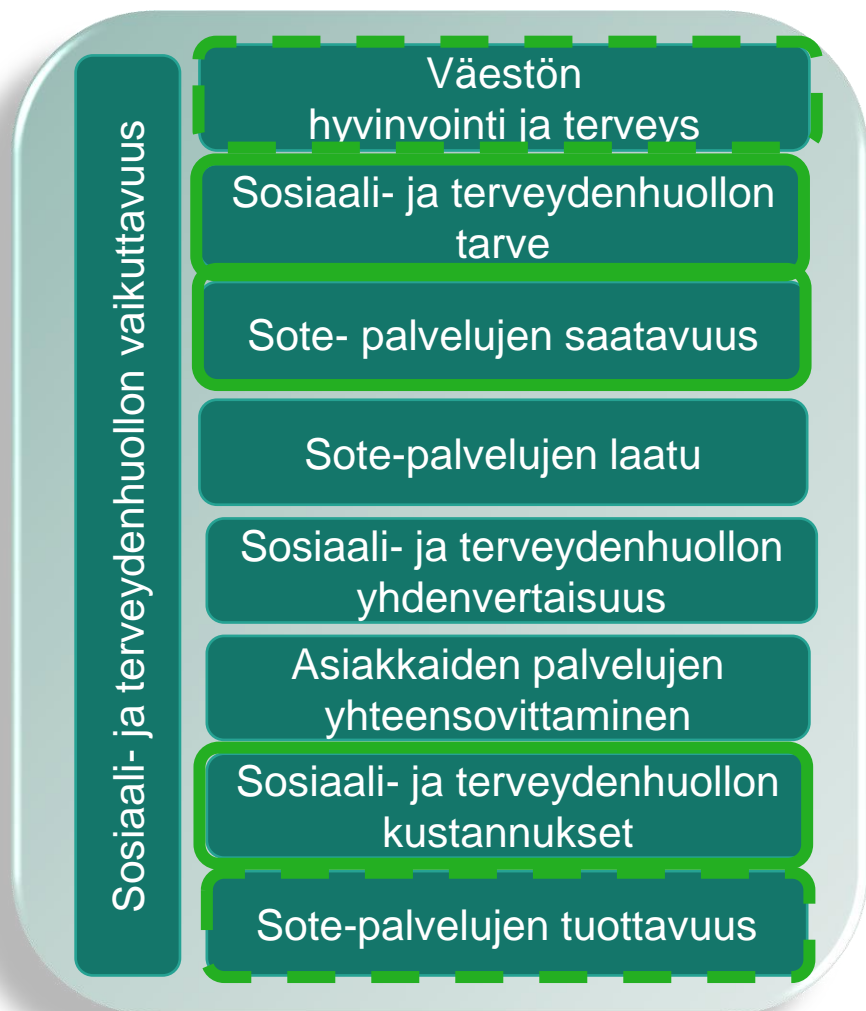 Sosiaali- ja terveydenhuollon vaikuttavuus
Väestön
hyvinvointi ja terveys
Sosiaali- ja terveydenhuollon
tarve
Sote- palvelujen saatavuus
Sote-palvelujen laatu
Sosiaali- ja terveydenhuollon
yhdenvertaisuus
Asiakkaiden palvelujen
yhteensovittaminen
Sosiaali- ja terveydenhuollon
kustannukset
Sote-palvelujen tuottavuus